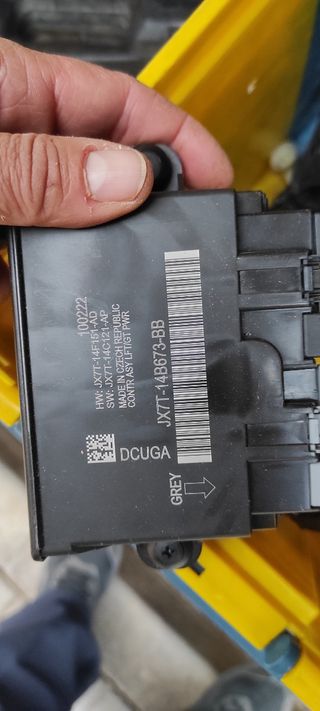 100222
HW: JX7T-14F151-AD
SW: JX7T-14C121-AP
MADE IN CZECH REPUBLIC
CONTR ASY LFT/GT PWR
JX7T-14B673-BB
DCUGA
GREY